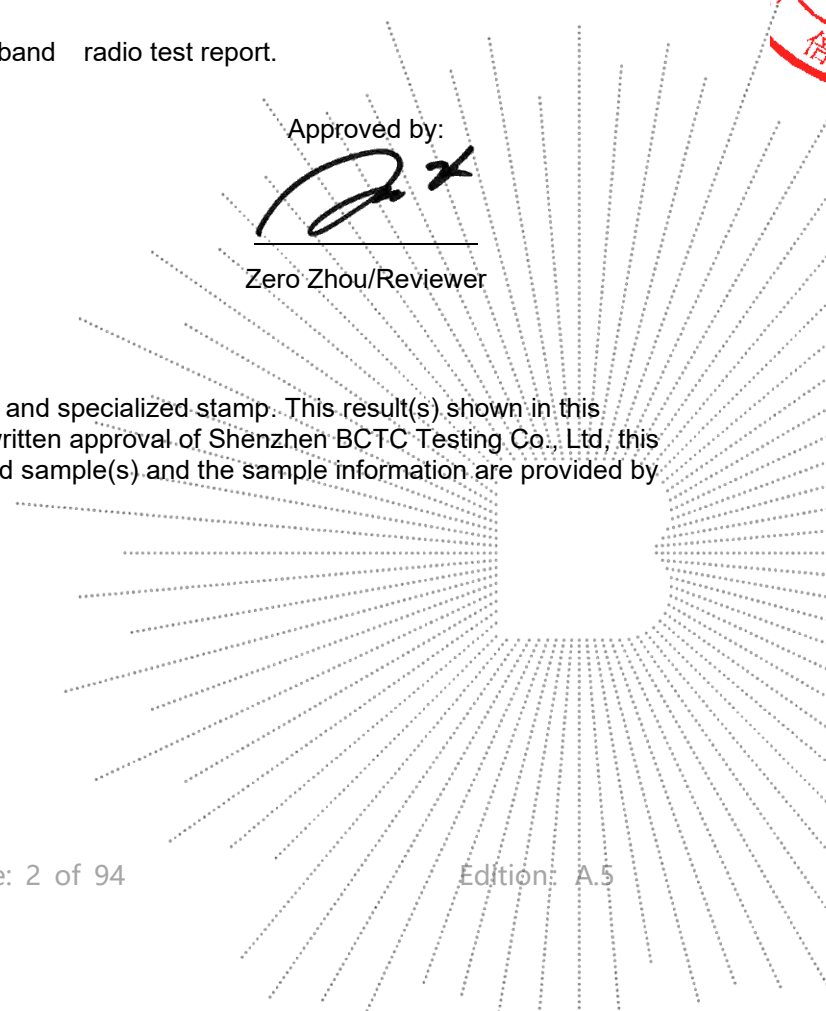 band radio test report.
Approved by:
Zero Zhou/Reviewer
and specialized stamp. This result(s) shown in this
written approval of Shenzhen BCTC Testing Co., Ltd, this
d sample(s) and the sample information are provided by
e: 2 of 94 Edition: A.5